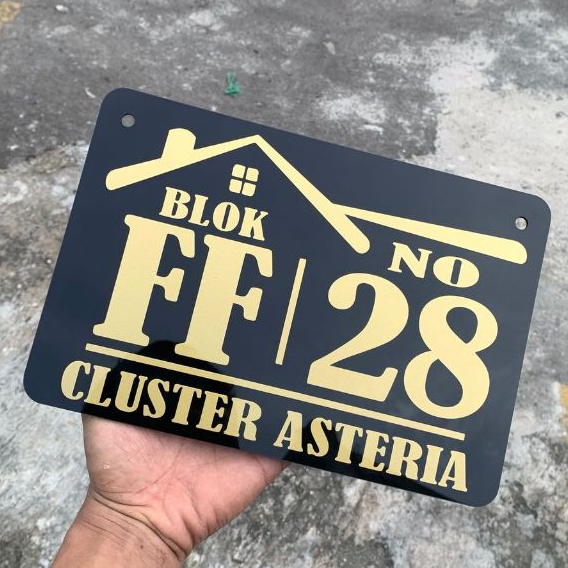 BLOK NO
FF | 28
CLUSTER ASTERIA